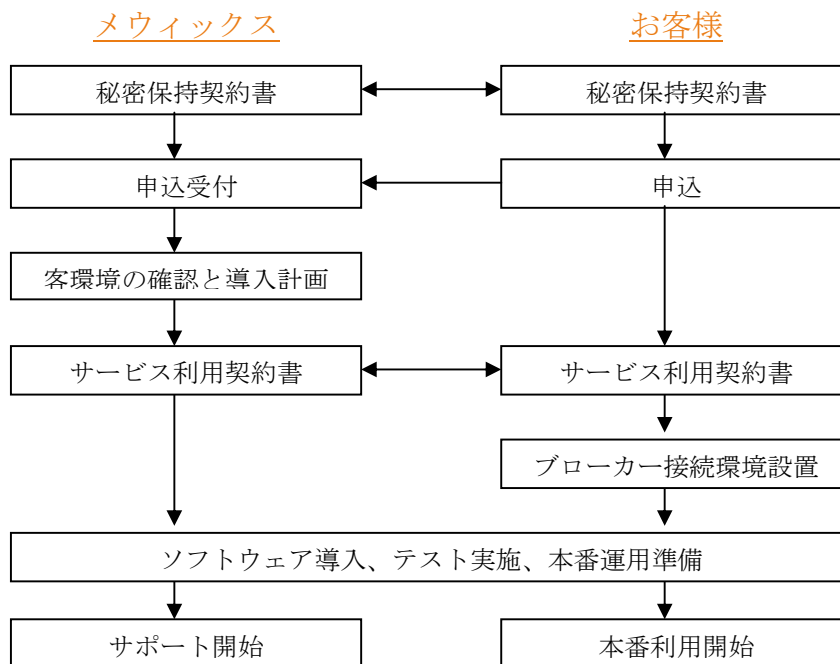 メウィックス
お客様
秘密保持契約書
秘密保持契約書
申込受付
申込
客環境の確認と導入計画
サービス利用契約書
サービス利用契約書
ブローカー接続環境設置
ソフトウェア導入、テスト実施、本番運用準備
サポート開始
本番利用開始